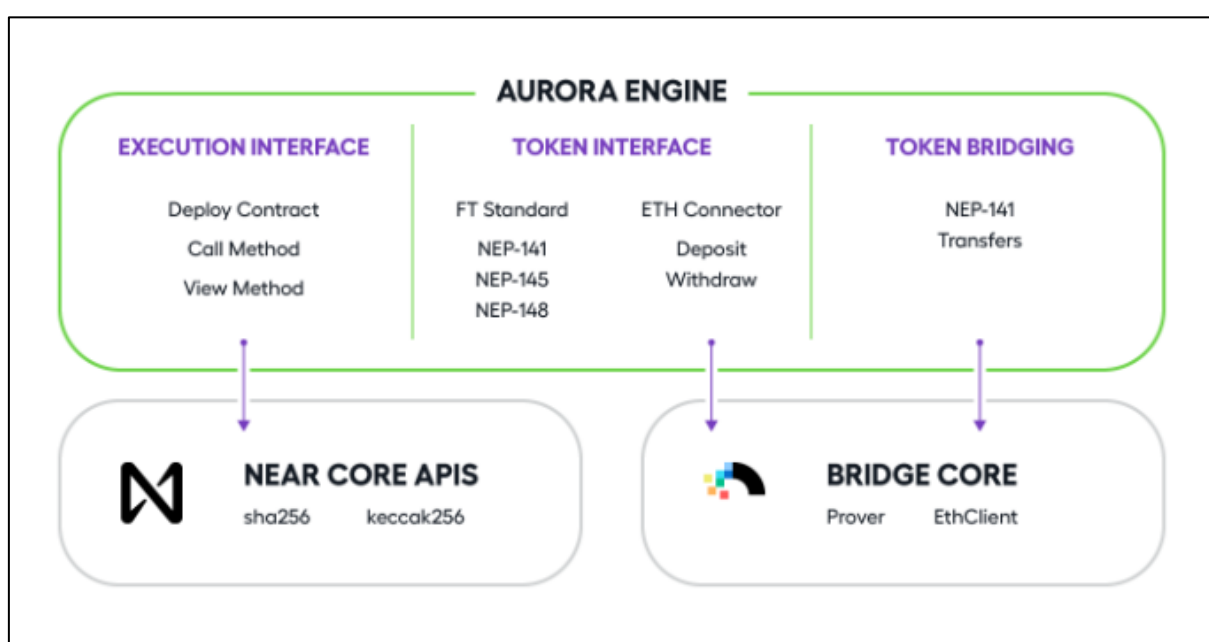 AURORA ENGINE
EXECUTION INTERFACE
Deploy Contract
Call Method
View Method
TOKEN INTERFACE
FT Standard
NEP-141
NEP-145
NEP-148
ETH Connector
Deposit
Withdraw
TOKEN BRIDGING
NEP-141
Transfers
NEAR CORE APIS
sha256 keccak256
BRIDGE CORE
Prover EthClient